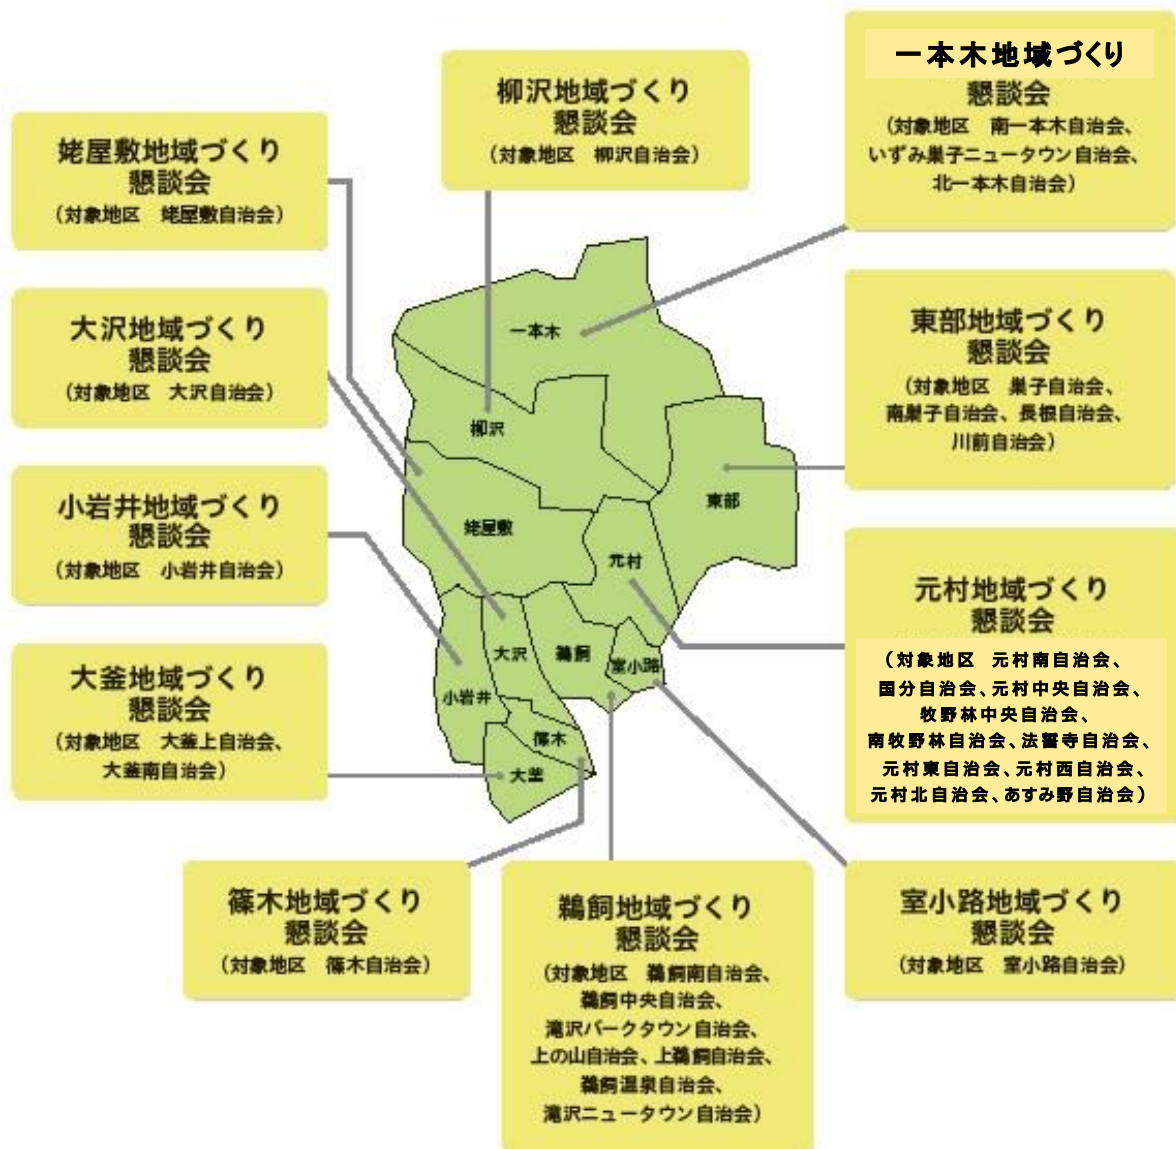 一本木地域づくり
懇談会
(対象地区　南一本木自治会、
いずみ巣子ニュータウン自治会、
北一本木自治会)
柳沢地域づくり
懇談会
(対象地区　柳沢自治会)
姥屋敷地域づくり
懇談会
(対象地区　姥屋敷自治会)
大沢地域づくり
懇談会
(対象地区　大沢自治会)
東部地域づくり
懇談会
(対象地区　巣子自治会、
南巣子自治会、長根自治会、
川前自治会)
小岩井地域づくり
懇談会
(対象地区　小岩井自治会)
元村地域づくり
懇談会
(対象地区　元村南自治会、
国分自治会、元村中央自治会、
牧野林中央自治会、
南牧野林自治会、法誓寺自治会、
元村東自治会、元村西自治会、
元村北自治会、あすみ野自治会)
大釜地域づくり
懇談会
(対象地区　大釜上自治会、
大釜南自治会)
一本木
柳沢
東部
姥屋敷
元村
大沢
鵜飼
室小路
小岩井
篠木
大釜
篠木地域づくり
懇談会
(対象地区　篠木自治会)
鵜飼地域づくり
懇談会
(対象地区　鵜飼南自治会、
鵜飼中央自治会、
滝沢パークタウン自治会、
上の山自治会、上鵜飼自治会、
鵜飼温泉自治会、
滝沢ニュータウン自治会)
室小路地域づくり
懇談会
(対象地区　室小路自治会)